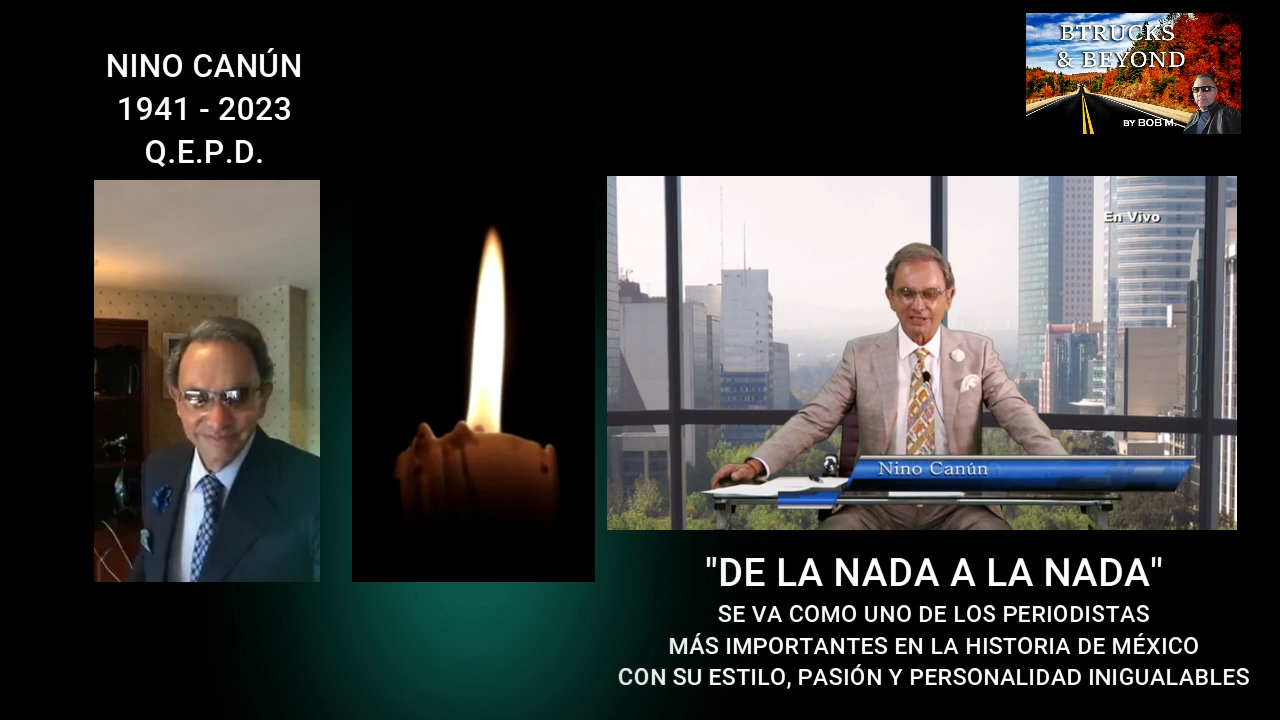 NINO CANÚN
1941 - 2023
Q.E.P.D.
BTRUCKS
& BEYOND
BY BOB M.
En Vivo
Nino Canún
"DE LA NADA A LA NADA"
SE VA COMO UNO DE LOS PERIODISTAS
MÁS IMPORTANTES EN LA HISTORIA DE MÉXICO
CON SU ESTILO, PASIÓN Y PERSONALIDAD INIGUALABLES